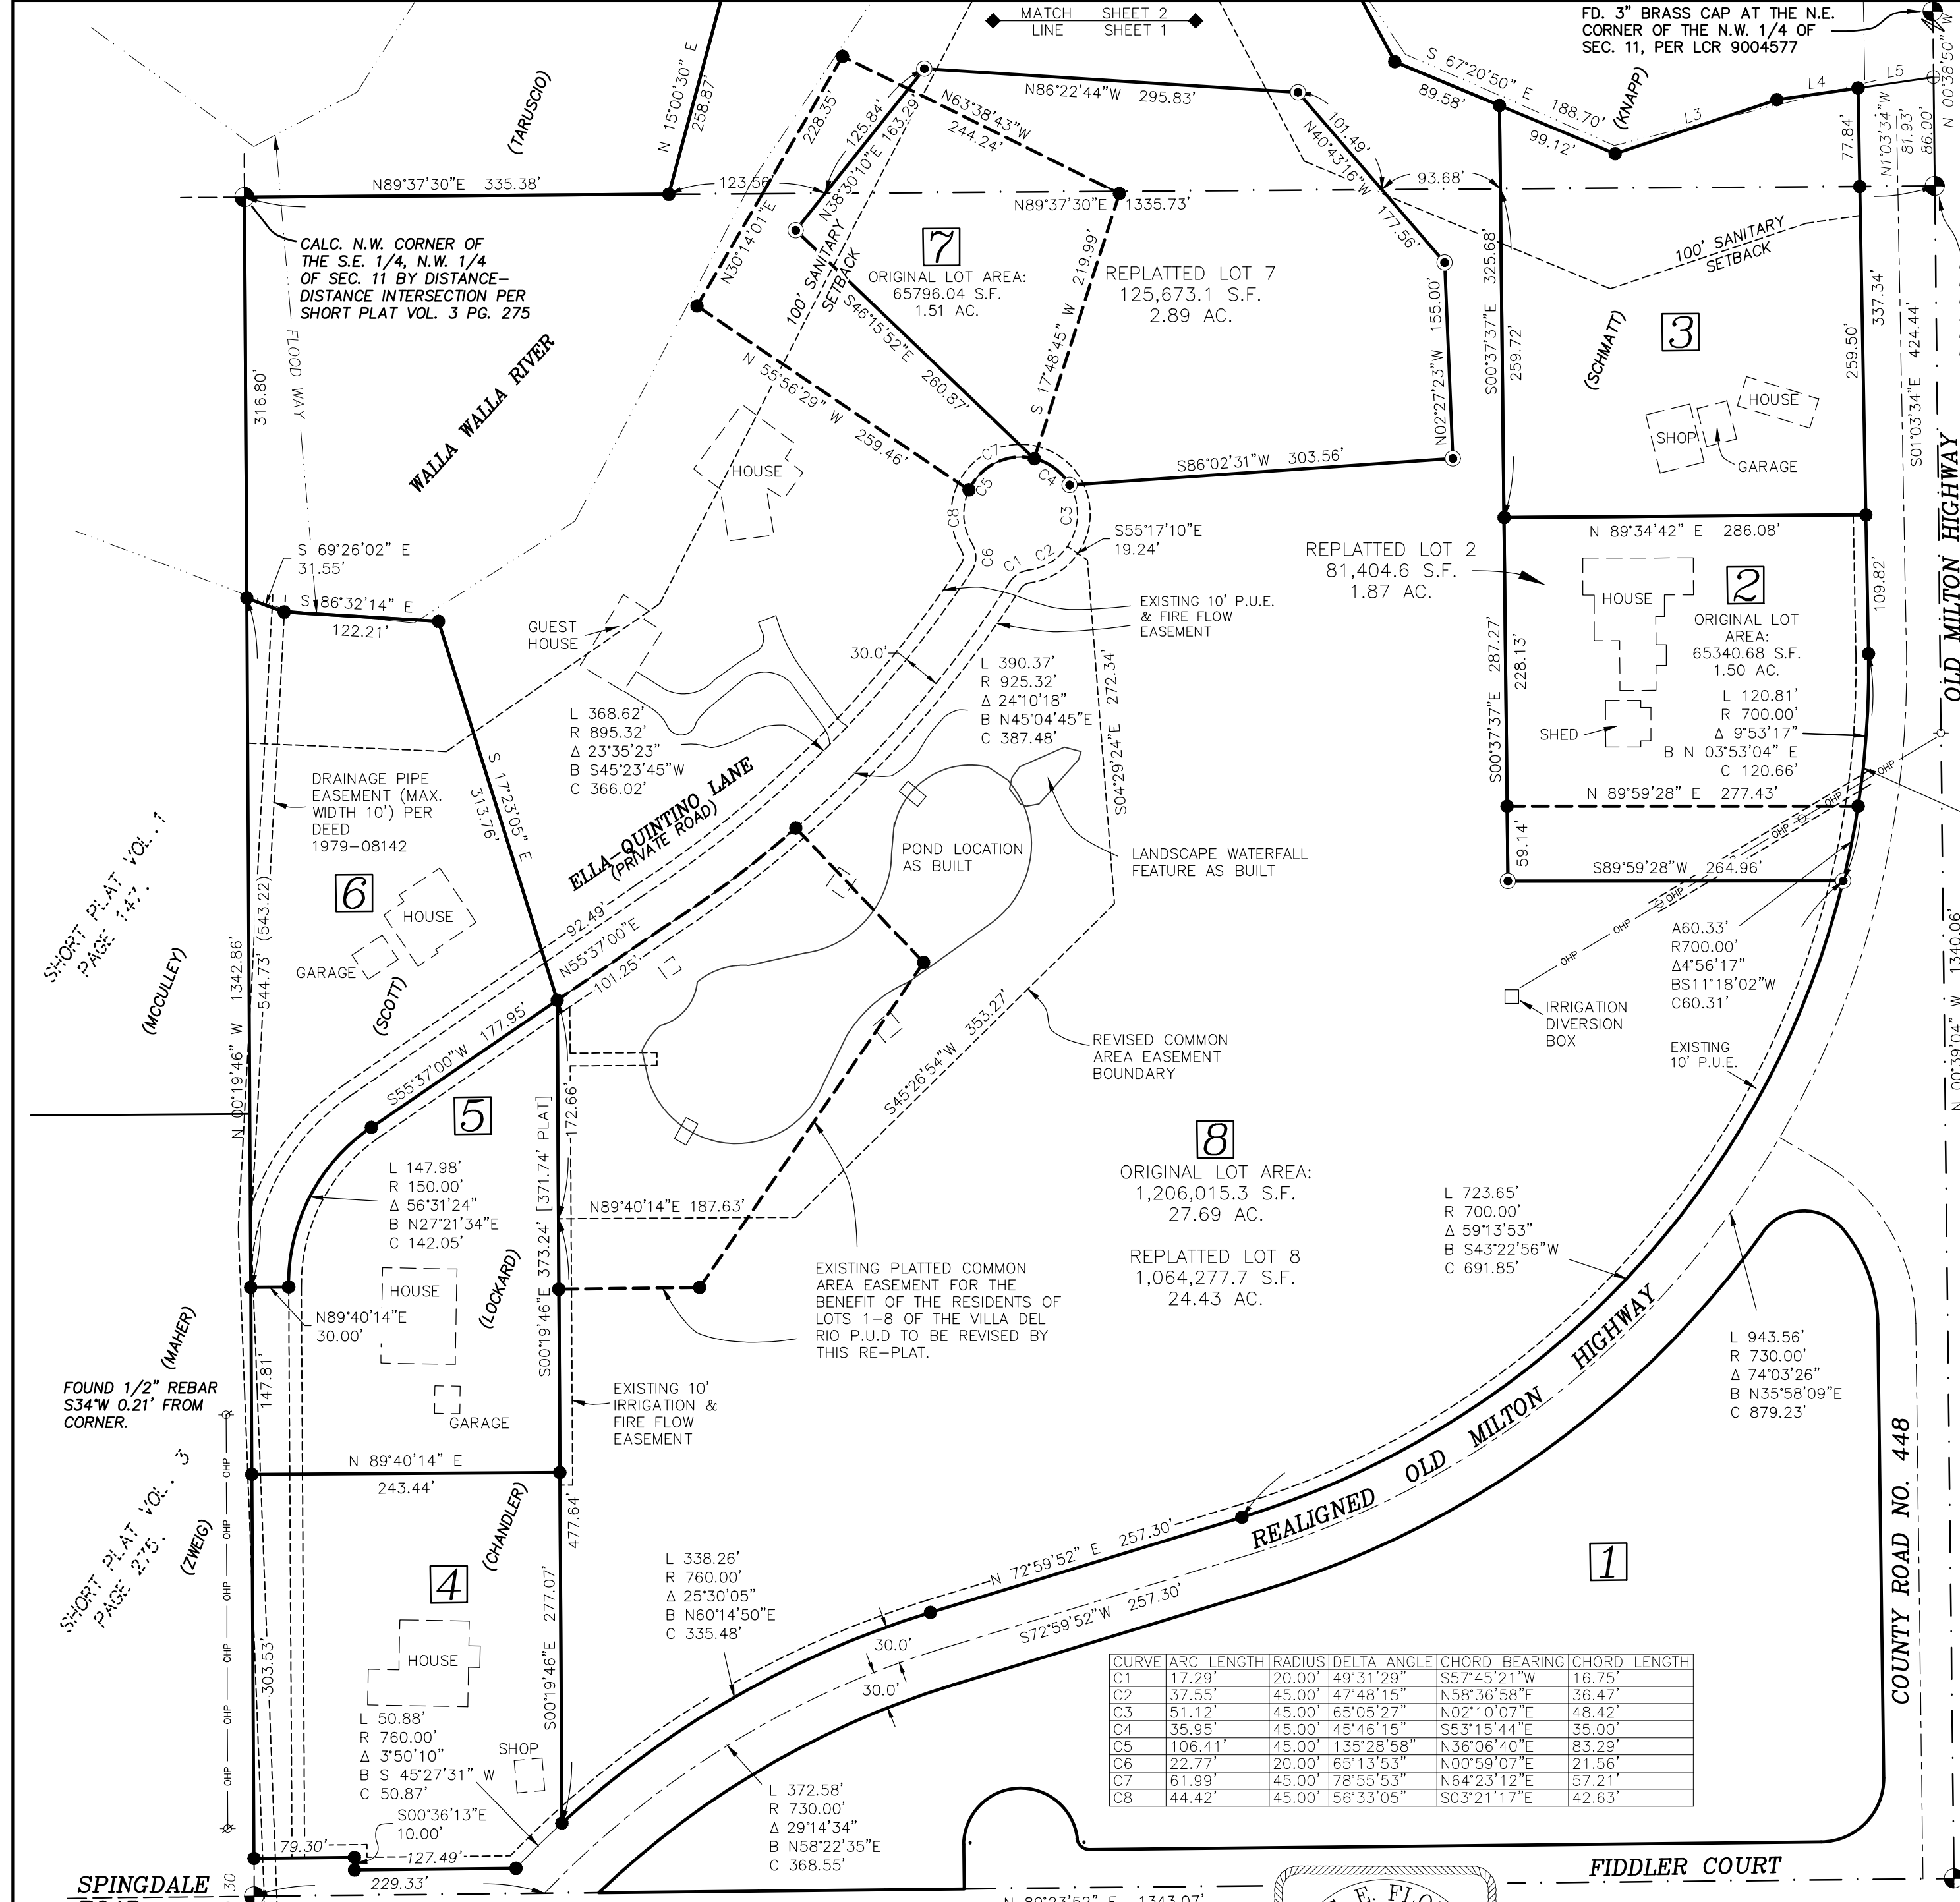 MATCH SHEET 2
LINE SHEET 1
FD. 3" BRASS CAP AT THE N.E.
CORNER OF THE N.W. 1/4 OF
SEC. 11, PER LCR 9004577
N 00°38'50" W
(TARUSCIO)
N 15°00'30" E
258.87'
228.35'
125.84'
N38°30'10"E 163.29'
N86°22'44"W 295.83'
N63°38'43"W
244.24'
101.49'
N40°43'16"W
177.56'
S 67°20'50" E 188.70'
89.58'
99.12'
(KNAPP)
L3
L4
L5
77.84'
N1°03'34"W
81.93'
86.00'
N89°37'30"E 335.38'
123.56'
N89°37'30"E 1335.73'
93.68'
CALC. N.W. CORNER OF
THE S.E. 1/4, N.W. 1/4
OF SEC. 11 BY DISTANCE-
DISTANCE INTERSECTION PER
SHORT PLAT VOL. 3 PG. 275
N30°14'01"E
100' SANITARY
SETBACK
7
ORIGINAL LOT AREA:
65796.04 S.F.
1.51 AC.
REPLATTED LOT 7
125,673.1 S.F.
2.89 AC.
S 17°48'45" W 219.99'
S46°15'52"E 260.87'
N 55°56'29" W 259.46'
N02°27'23"W 155.00'
S86°02'31"W 303.56'
S00°37'37"E 325.68'
259.72'
100' SANITARY
SETBACK
(SCHMATT)
3
HOUSE
SHOP
GARAGE
259.50'
337.34'
S01°03'34"E 424.44'
OLD MILTON HIGHWAY
316.80'
FLOOD WAY
WALLA WALLA RIVER
HOUSE
C7
C5
C4
C8
C3
C6
C1
C2
S55°17'10"E
19.24'
N 89°34'42" E 286.08'
REPLATTED LOT 2
81,404.6 S.F.
1.87 AC.
HOUSE
2
ORIGINAL LOT
AREA:
65340.68 S.F.
1.50 AC.
109.82'
S 69°26'02" E
31.55'
S 86°32'14" E
122.21'
GUEST
HOUSE
EXISTING 10' P.U.E.
& FIRE FLOW
EASEMENT
30.0'
L 390.37'
R 925.32'
Δ 24°10'18"
B N45°04'45"E
C 387.48'
S04°29'24"E 272.34'
S00°37'37"E 287.27'
228.13'
SHED
L 120.81'
R 700.00'
Δ 9°53'17"
B N 03°53'04" E
C 120.66'
L 368.62'
R 895.32'
Δ 23°35'23"
B S45°23'45"W
C 366.02'
ELLA-QUINTINO LANE
(PRIVATE ROAD)
DRAINAGE PIPE
EASEMENT (MAX.
WIDTH 10') PER
DEED
1979-08142
S 17°23'05" E
313.76'
POND LOCATION
AS BUILT
LANDSCAPE WATERFALL
FEATURE AS BUILT
N 89°59'28" E 277.43'
OHP
OHP
OHP
59.14'
S89°59'28"W 264.96'
OHP
OHP
OHP
SHORT PLAT VOL. 1
PAGE 147.
(MCCULLEY)
6
HOUSE
GARAGE
(SCOTT)
92.49'
N55°37'00"E
101.25'
A60.33'
R700.00'
Δ4°56'17"
BS11°18'02"W
C60.31'
IRRIGATION
DIVERSION
BOX
EXISTING
10' P.U.E.
N 00°39'04" W 1340.06'
N 00°19'46" W 1342.86'
544.73' (543.22)
S55°37'00"W 177.95'
S45°26'54"W 353.27'
REVISED COMMON
AREA EASEMENT
BOUNDARY
5
L 147.98'
R 150.00'
Δ 56°31'24"
B N27°21'34"E
C 142.05'
172.66'
S00°19'46"E 373.24' [371.74' PLAT]
N89°40'14"E 187.63'
8
ORIGINAL LOT AREA:
1,206,015.3 S.F.
27.69 AC.
REPLATTED LOT 8
1,064,277.7 S.F.
24.43 AC.
L 723.65'
R 700.00'
Δ 59°13'53"
B S43°22'56"W
C 691.85'
HOUSE
(LOCKARD)
N89°40'14"E
30.00'
EXISTING PLATTED COMMON
AREA EASEMENT FOR THE
BENEFIT OF THE RESIDENTS OF
LOTS 1-8 OF THE VILLA DEL
RIO P.U.D TO BE REVISED BY
THIS RE-PLAT.
(MAHER)
147.81'
FOUND 1/2" REBAR
S34°W 0.21' FROM
CORNER.
GARAGE
EXISTING 10'
IRRIGATION &
FIRE FLOW
EASEMENT
L 943.56'
R 730.00'
Δ 74°03'26"
B N35°58'09"E
C 879.23'
COUNTY ROAD NO. 448
REALIGNED OLD MILTON HIGHWAY
N 89°40'14" E
243.44'
SHORT PLAT VOL. 3
PAGE 275.
(ZWEIG)
OHP
OHP
OHP
OHP
OHP
OHP
303.53'
(CHANDLER)
477.64'
S00°19'46"E 277.07'
4
HOUSE
SHOP
L 50.88'
R 760.00'
Δ 3°50'10"
B S 45°27'31" W
C 50.87'
L 338.26'
R 760.00'
Δ 25°30'05"
B N60°14'50"E
C 335.48'
N 72°59'52" E 257.30'
S72°59'52"W 257.30'
30.0'
30.0'
1
CURVE ARC LENGTH RADIUS DELTA ANGLE CHORD BEARING CHORD LENGTH
C1 17.29' 20.00' 49°31'29" S57°45'21"W 16.75'
C2 37.55' 45.00' 47°48'15" N58°36'58"E 36.47'
C3 51.12' 45.00' 65°05'27" N02°10'07"E 48.42'
C4 35.95' 45.00' 45°46'15" S53°15'44"E 35.00'
C5 106.41' 45.00' 135°28'58" N36°06'40"E 83.29'
C6 22.77' 20.00' 65°13'53" N00°59'07"E 21.56'
C7 61.99' 45.00' 78°55'53" N64°23'12"E 57.21'
C8 44.42' 45.00' 56°33'05" S03°21'17"E 42.63'
S00°36'13"E
10.00'
79.30'
127.49'
229.33'
L 372.58'
R 730.00'
Δ 29°14'34"
B N58°22'35"E
C 368.55'
SPINGDALE
30
FIDDLER COURT
N 89°23'52" E 1343.07'
E. FLO